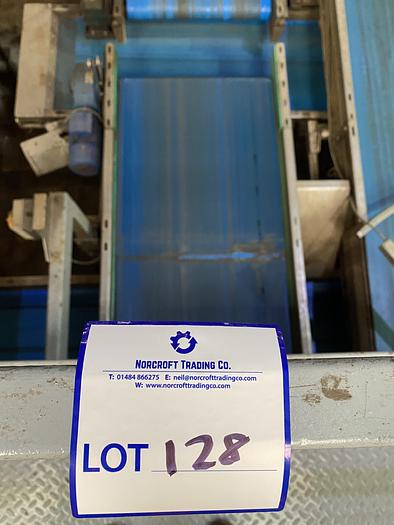 NORCROFT TRADING CO.
T: 01484 866275 E: neil@norcrofttradingco.com
W: www.norcrofttradingco.com
LOT 128